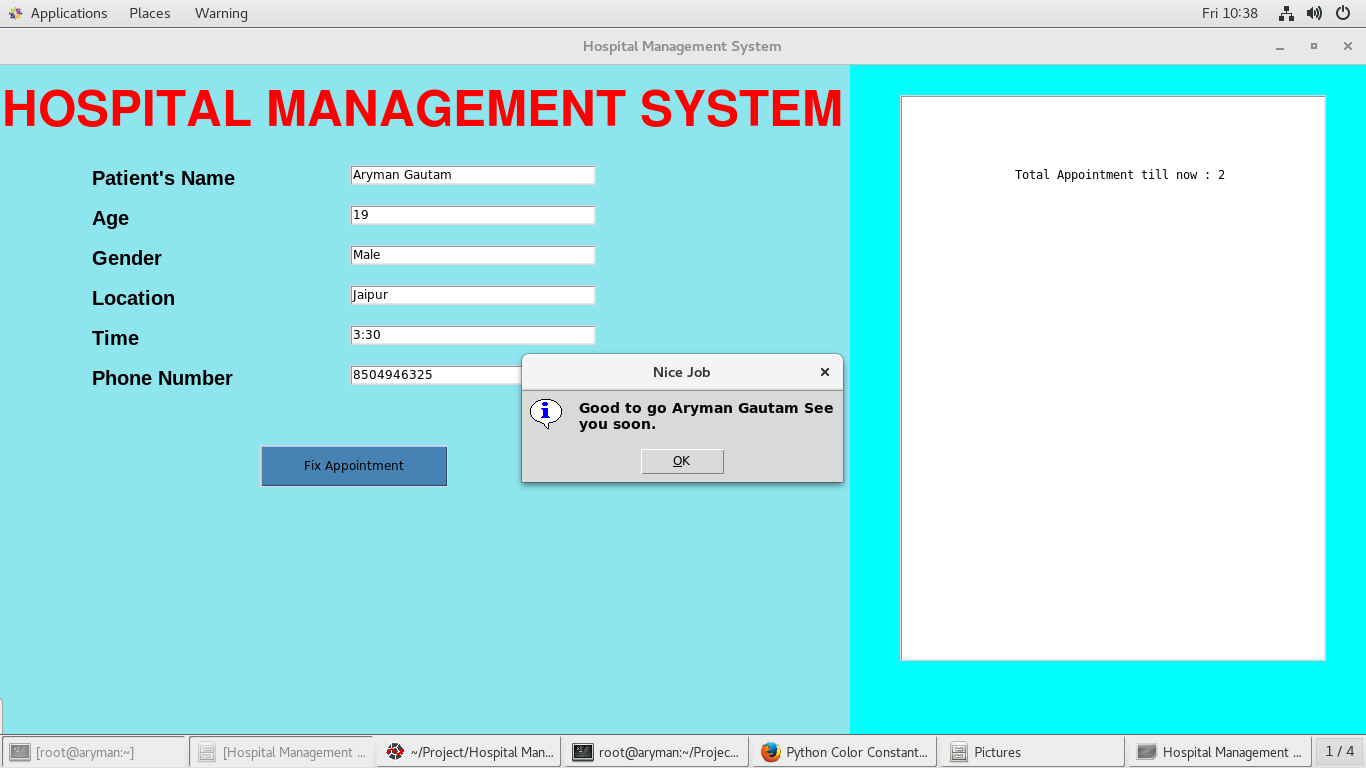 Applications Places Warning Fri 10:38
Hospital Management System
HOSPITAL MANAGEMENT SYSTEM
Patient's Name Aryman Gautam
Age 19
Gender Male
Location Jaipur
Time 3:30
Phone Number 8504946325
Fix Appointment
Nice Job
Good to go Aryman Gautam See
you soon.
OK
Total Appointment till now : 2
[root@aryman:~] [Hospital Management ... ~/Project/Hospital Man... root@aryman:~/Projec... Python Color Constant... Pictures Hospital Management ... 1 / 4